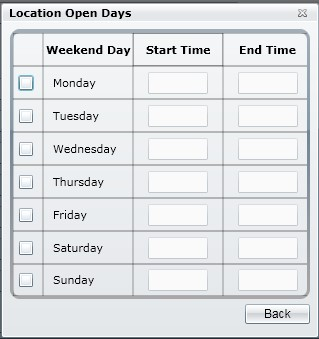 Location Open Days
Weekend Day Start Time End Time
Monday
Tuesday
Wednesday
Thursday
Friday
Saturday
Sunday
Back